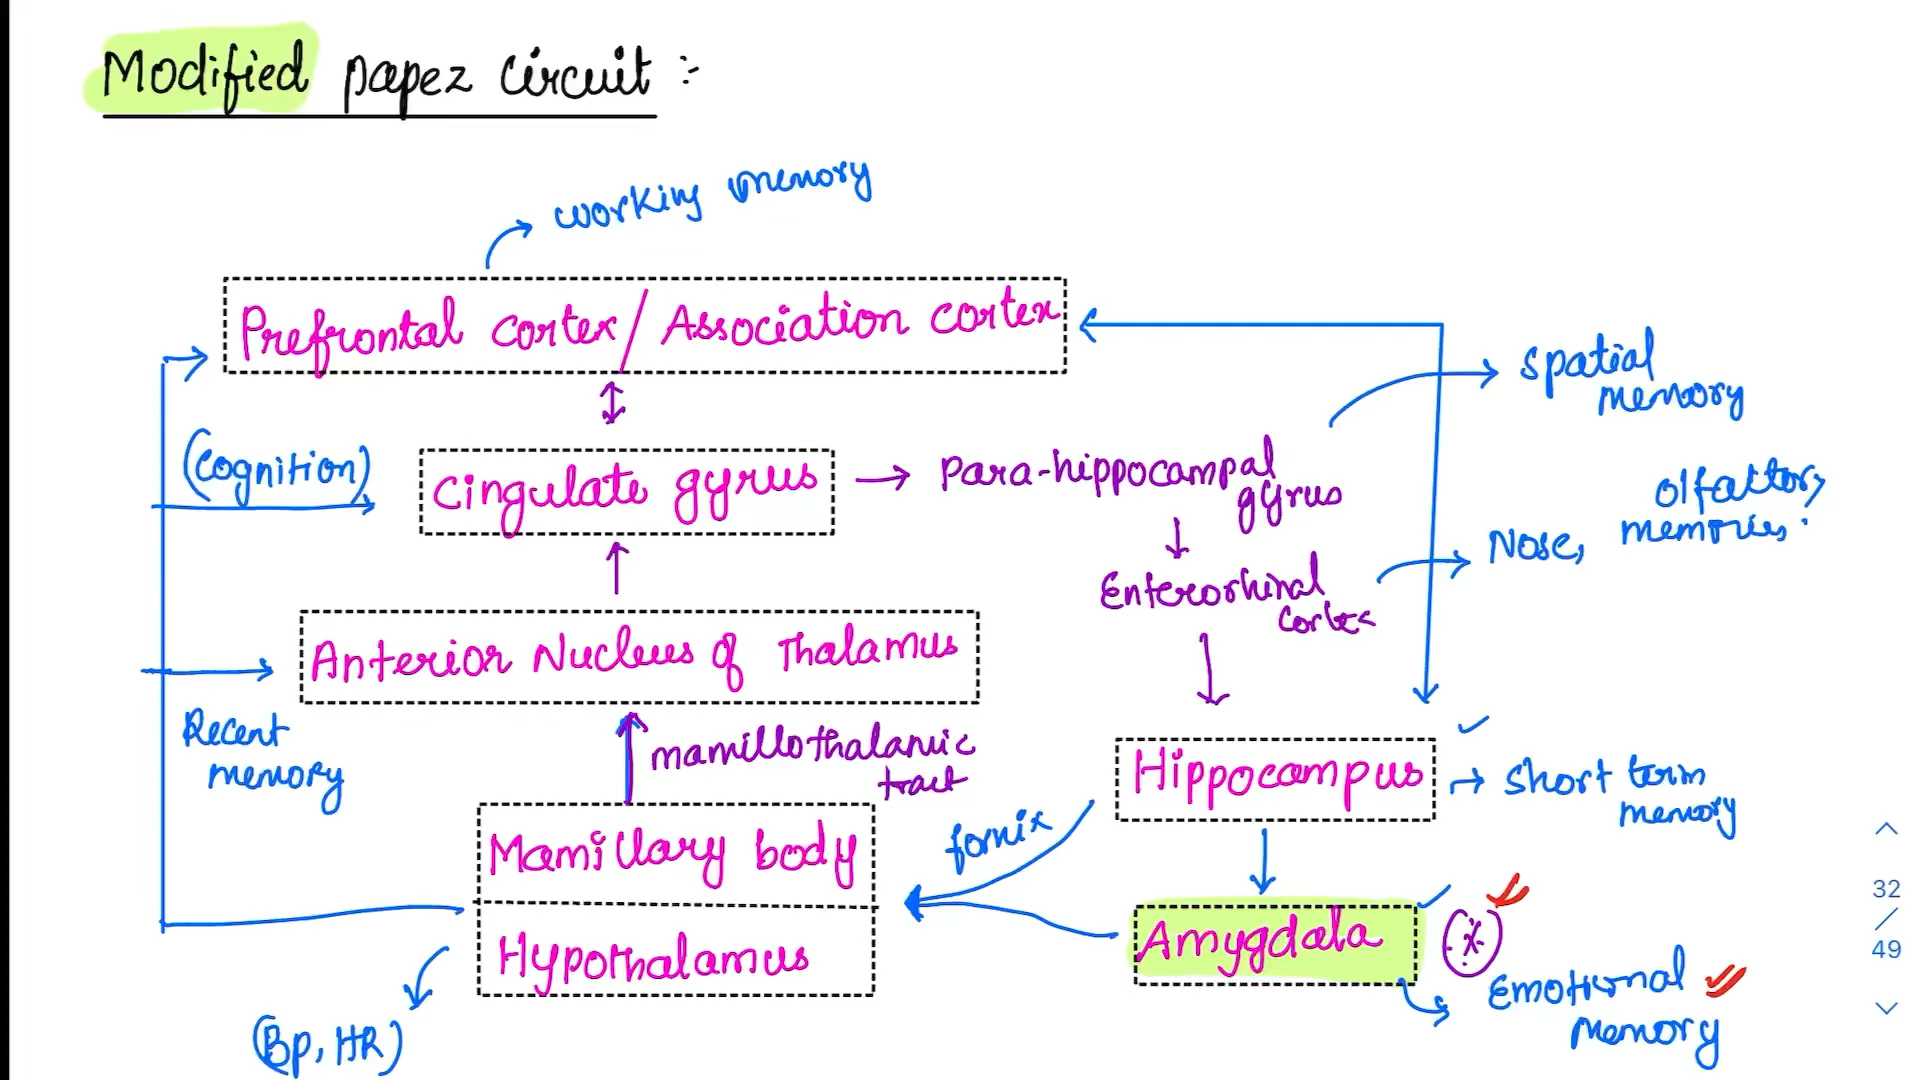 Modified papez circuit :-
working memory
Prefrontal cortex / Association cortex
spatial
memory
(Cognition)
cingulate gyrus
Para-hippocampal
gyrus
olfactory
memories.
Nose,
Enterorhinal
cortex
Anterior Nucleus of Thalamus
Recent
memory
mamillothalamic
tract
Hippocampus
short term
memory
fornix
Mamillary body
32
/
49
Amygdala
(*)
Hypothalamus
Emotional
memory
(Bp, HR)